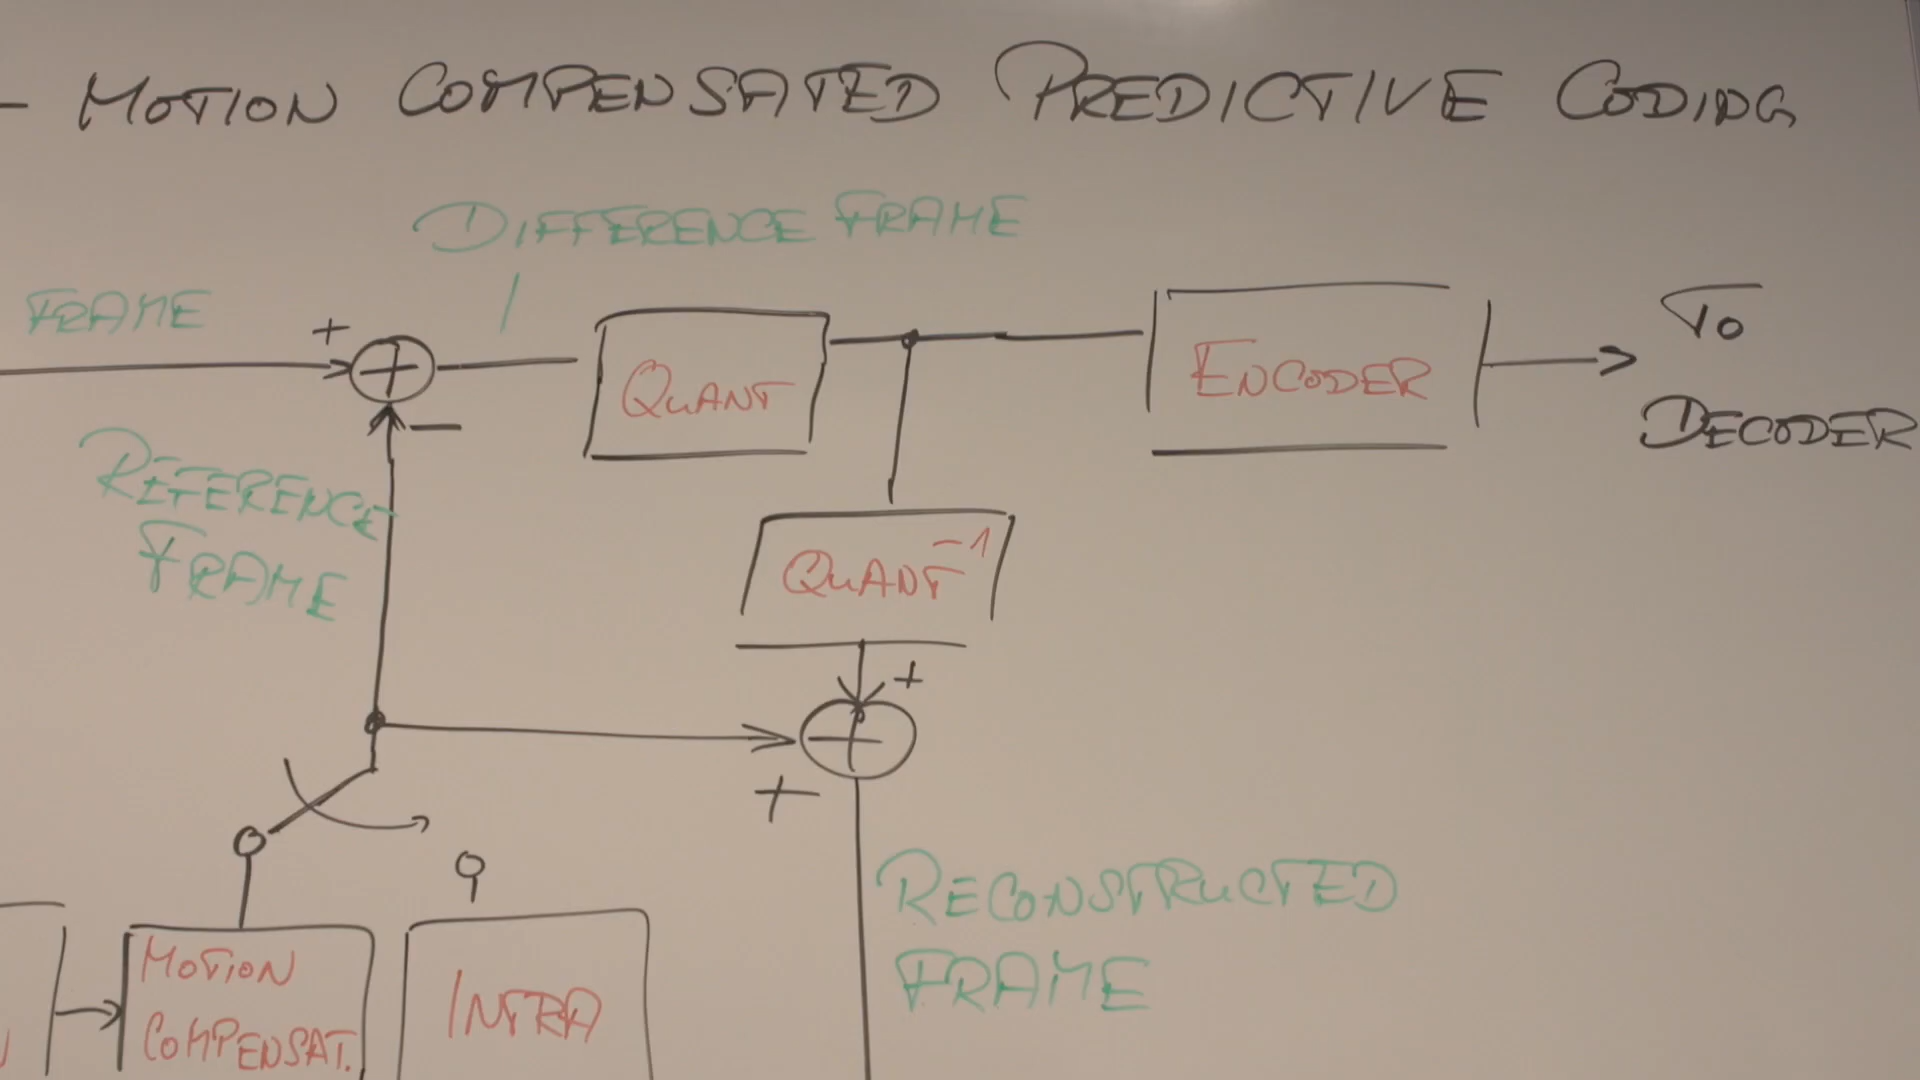 - MOTION COMPENSATED PREDICTIVE CODING
DIFFERENCE FRAME
FRAME
+
+
-
QUANT
ENCODER
TO
DECODER
REFERENCE
FRAME
QUANT⁻¹
+
+
+
RECONSTRUCTED
FRAME
MOTION
COMPENSAT.
INTRA